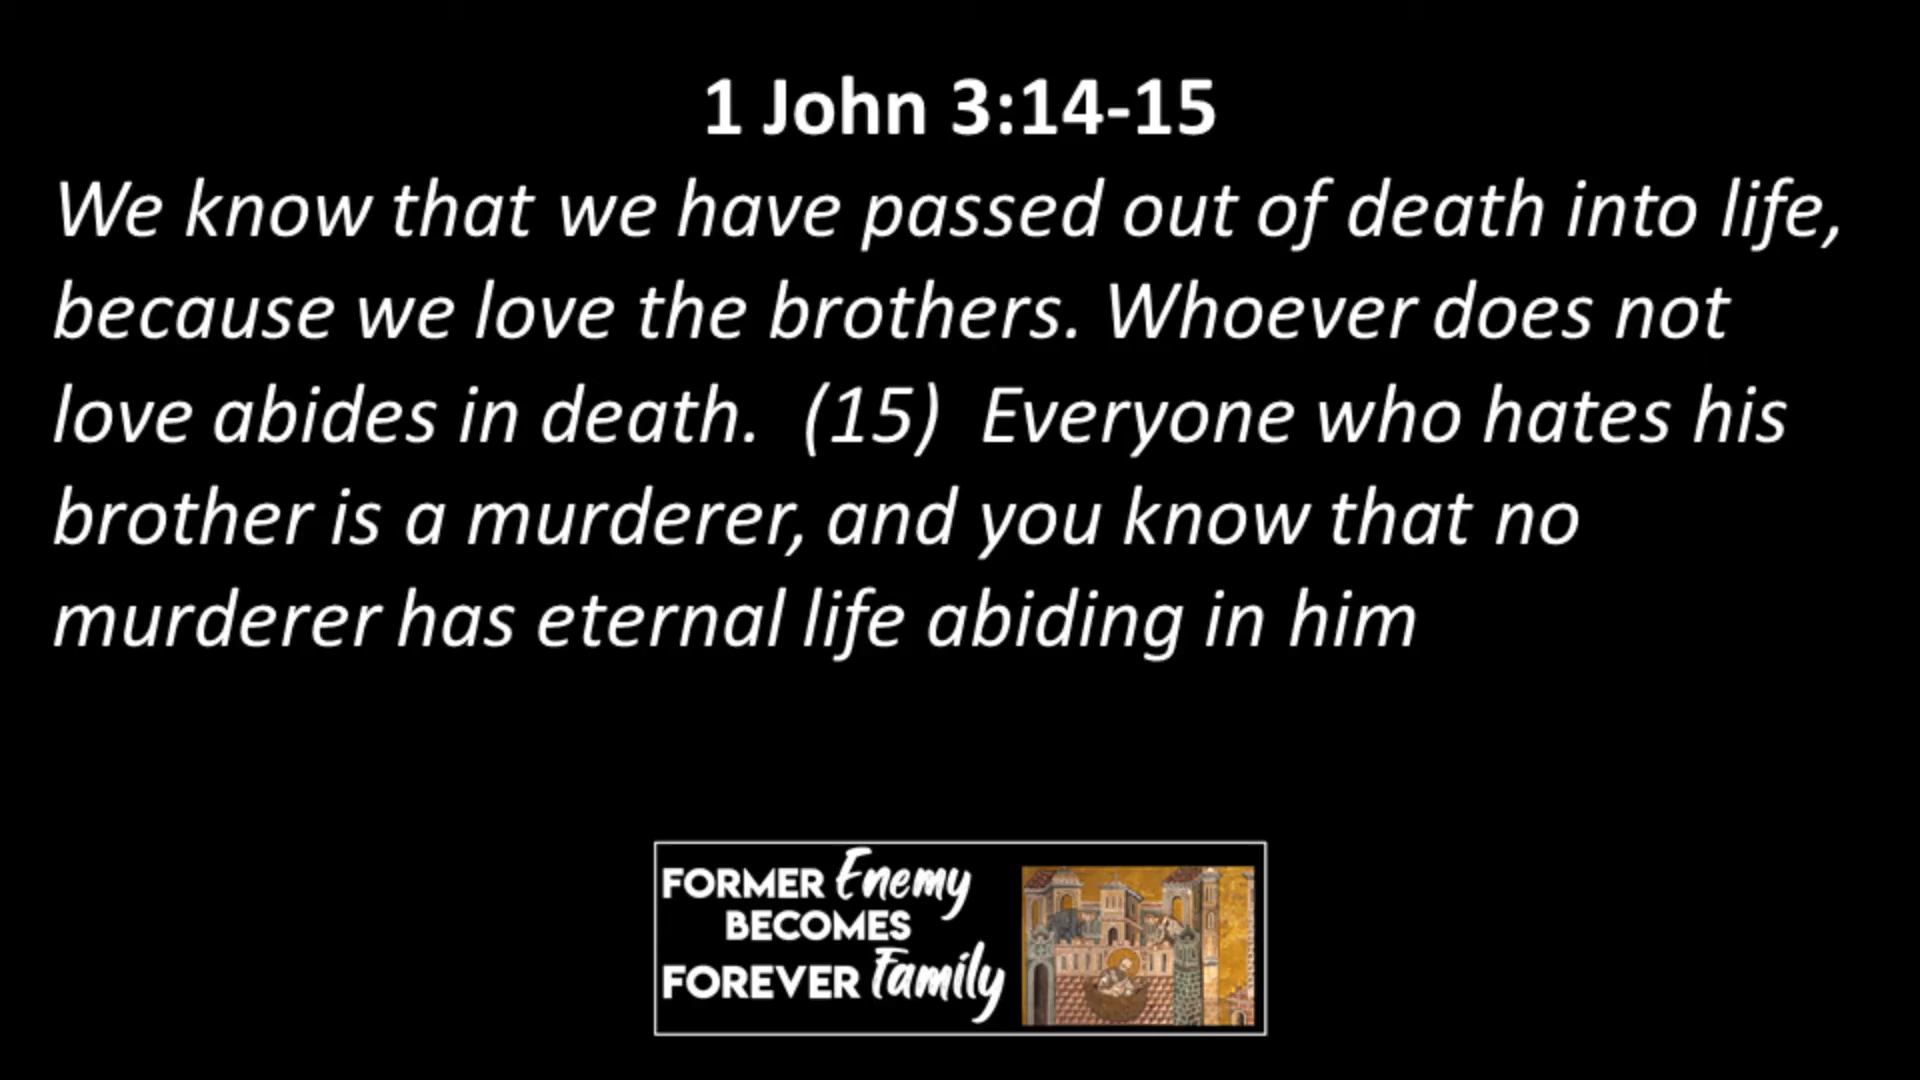 1 John 3:14-15
We know that we have passed out of death into life,
because we love the brothers. Whoever does not
love abides in death.  (15)  Everyone who hates his
brother is a murderer, and you know that no
murderer has eternal life abiding in him
FORMER Enemy
BECOMES
FOREVER Family